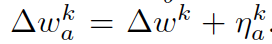 Δw_a^k = Δw^k + η_a^k.